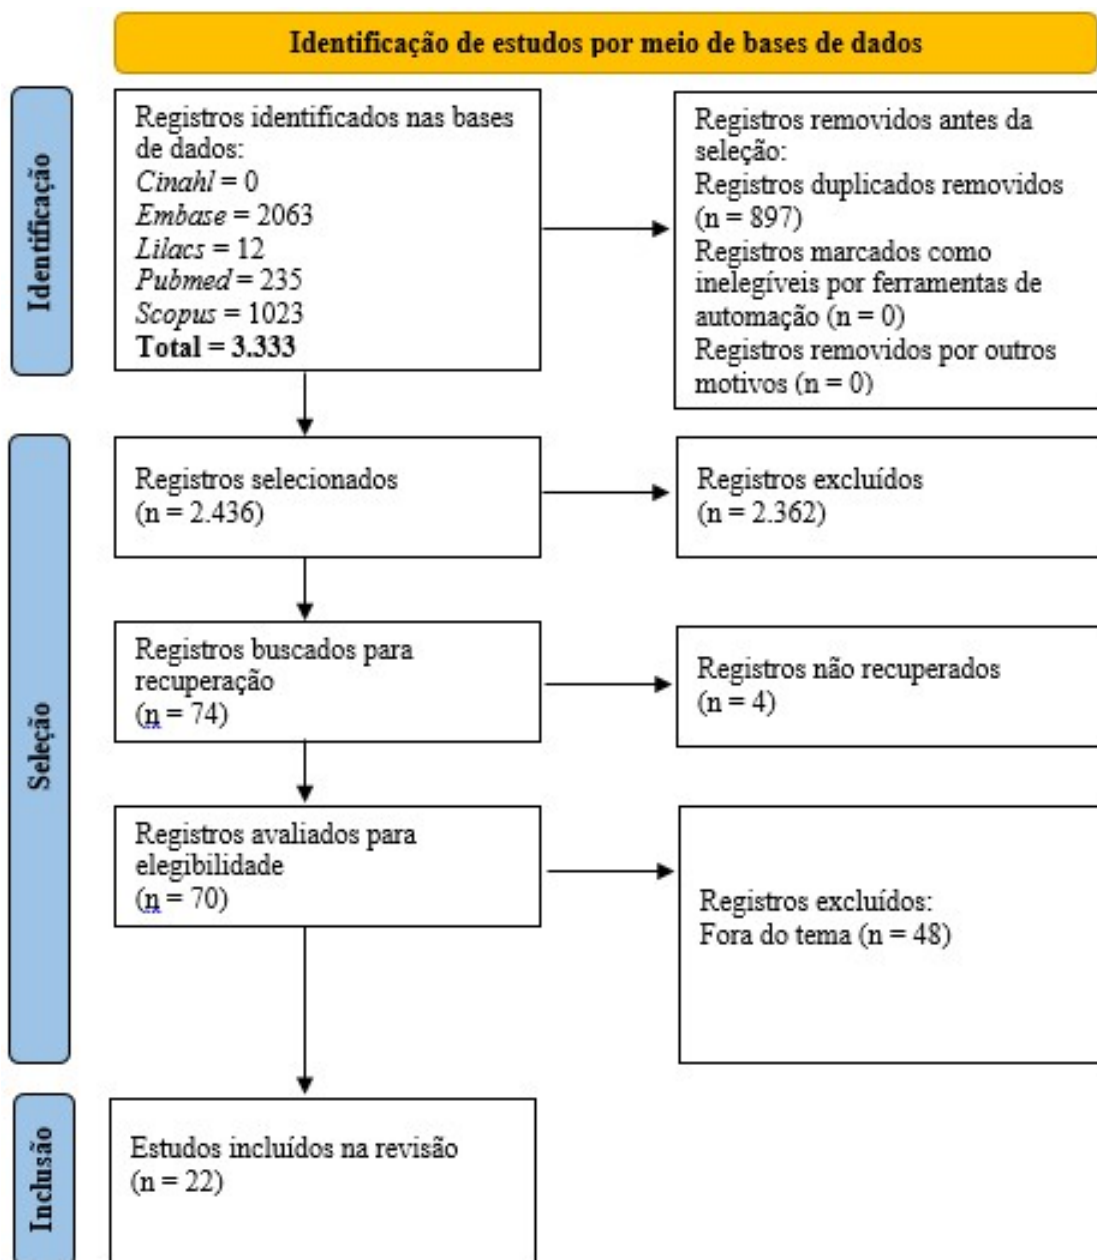 Identificação de estudos por meio de bases de dados
Identificação
Registros identificados nas bases
de dados:
Cinahl = 0
Embase = 2063
Lilacs = 12
Pubmed = 235
Scopus = 1023
Total = 3.333
Registros removidos antes da
seleção:
Registros duplicados removidos
(n = 897)
Registros marcados como
inelegíveis por ferramentas de
automação (n = 0)
Registros removidos por outros
motivos (n = 0)
Seleção
Registros selecionados
(n = 2.436)
Registros excluídos
(n = 2.362)
Registros buscados para
recuperação
(n = 74)
Registros não recuperados
(n = 4)
Registros avaliados para
elegibilidade
(n = 70)
Registros excluídos:
Fora do tema (n = 48)
Inclusão
Estudos incluídos na revisão
(n = 22)